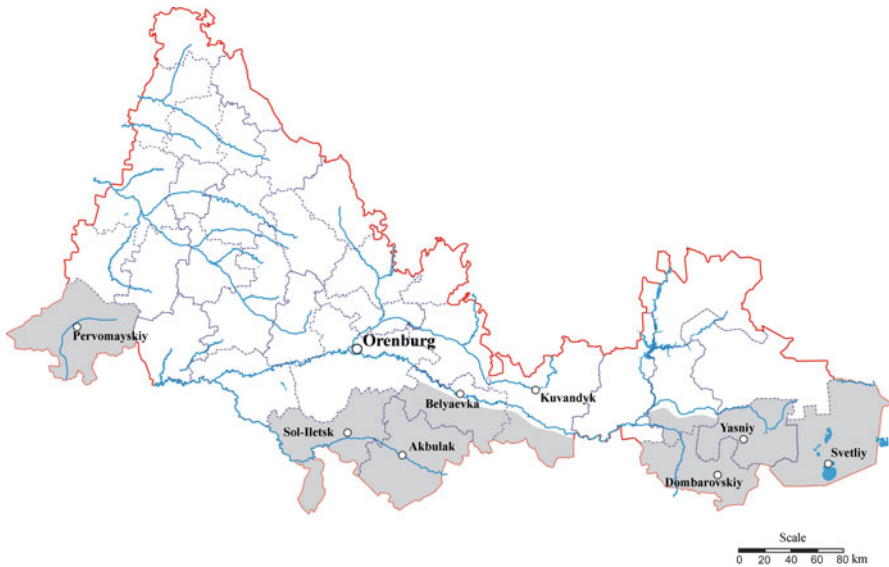 Pervomayskiy
Orenburg
Belyaevka
Kuvandyk
Sol-Iletsk
Akbulak
Yasniy
Svetliy
Dombarovskiy
Scale
0 20 40 60 80 km